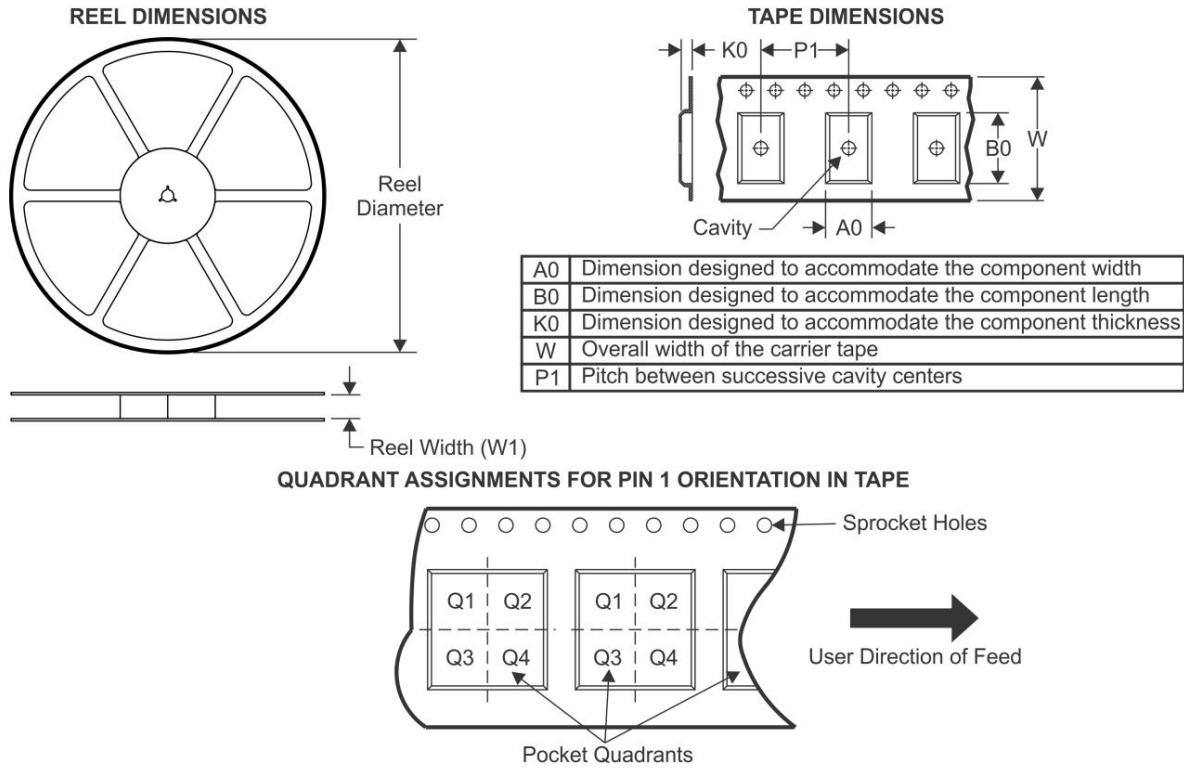 REEL DIMENSIONS
Reel
Diameter
Reel Width (W1)
TAPE DIMENSIONS
K0
P1
B0
W
Cavity
A0
A0 Dimension designed to accommodate the component width
B0 Dimension designed to accommodate the component length
K0 Dimension designed to accommodate the component thickness
W Overall width of the carrier tape
P1 Pitch between successive cavity centers
QUADRANT ASSIGNMENTS FOR PIN 1 ORIENTATION IN TAPE
Sprocket Holes
Q1 Q2 Q1 Q2
Q3 Q4 Q3 Q4
User Direction of Feed
Pocket Quadrants